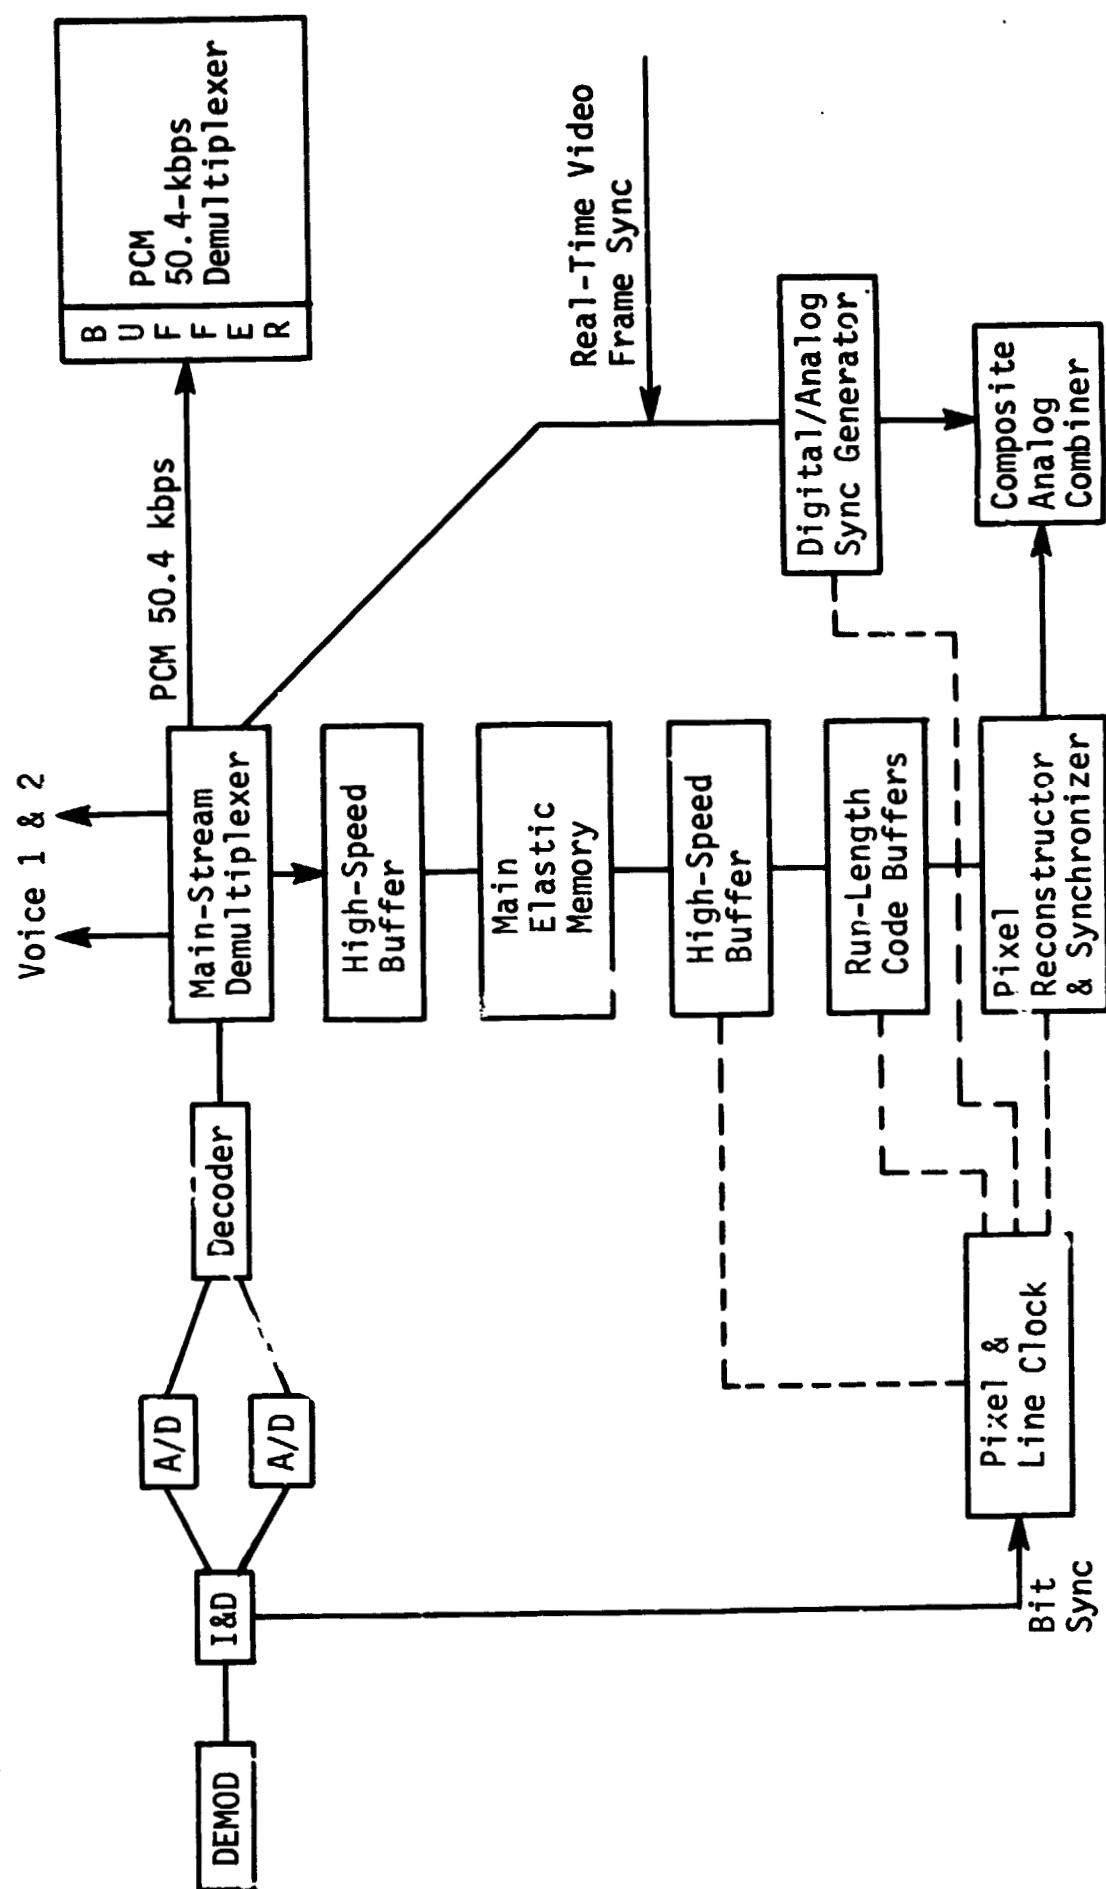 Voice 1 & 2
PCM 50.4 kbps
B
U
F
F
E
R
PCM
50.4-kbps
Demultiplexer
DEMOD
I&D
A/D
A/D
Decoder
Main-Stream
Demultiplexer
High-Speed
Buffer
Main
Elastic
Memory
High-Speed
Buffer
Run-Length
Code Buffers
Pixel
Reconstructor
& Synchronizer
Real-Time Video
Frame Sync
Digital/Analog
Sync Generator
Composite
Analog
Combiner
Pixel &
Line Clock
Bit
Sync